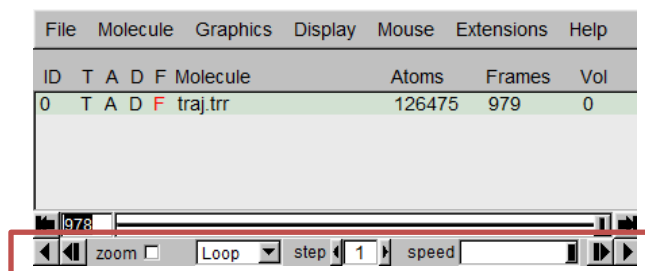 File Molecule Graphics Display Mouse Extensions Help
ID T A D F Molecule Atoms Frames Vol
0 T A D F traj.trr 126475 979 0
978
zoom Loop step 1 speed